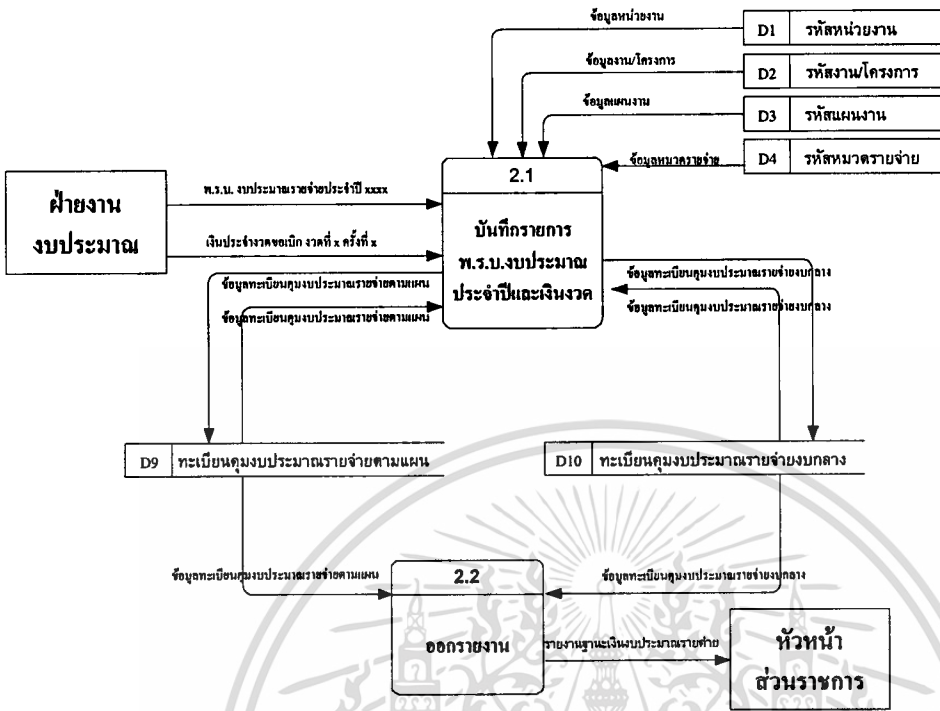 ข้อมูลหน่วยงาน
D1 รหัสหน่วยงาน
ข้อมูลงาน/โครงการ
D2 รหัสงาน/โครงการ
ข้อมูลแผนงาน
D3 รหัสแผนงาน
ข้อมูลหมวดรายจ่าย
D4 รหัสหมวดรายจ่าย
ฝ่ายงาน
งบประมาณ
พ.ร.บ. งบประมาณรายจ่ายประจำปี xxxx
เงินประจำงวดขอเบิก งวดที่ x ครั้งที่ x
2.1
บันทึกรายการ
พ.ร.บ.งบประมาณ
ประจำปีและเงินงวด
ข้อมูลทะเบียนคุมงบประมาณรายจ่ายตามแผน
ข้อมูลทะเบียนคุมงบประมาณรายจ่ายตามแผน
ข้อมูลทะเบียนคุมงบประมาณรายจ่ายงบกลาง
ข้อมูลทะเบียนคุมงบประมาณรายจ่ายงบกลาง
D9 ทะเบียนคุมงบประมาณรายจ่ายตามแผน
D10 ทะเบียนคุมงบประมาณรายจ่ายงบกลาง
ข้อมูลทะเบียนคุมงบประมาณรายจ่ายตามแผน
ข้อมูลทะเบียนคุมงบประมาณรายจ่ายงบกลาง
2.2
ออกรายงาน
รายงานฐานะเงินงบประมาณรายจ่าย
หัวหน้า
ส่วนราชการ